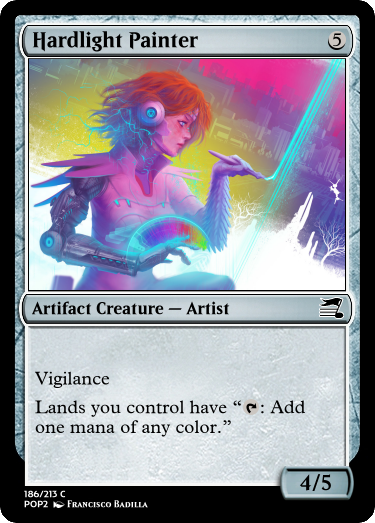 Hardlight Painter 5
Artifact Creature — Artist
Vigilance
Lands you control have “: Add
one mana of any color.”
4/5
186/213 C
POP2 Francisco Badilla